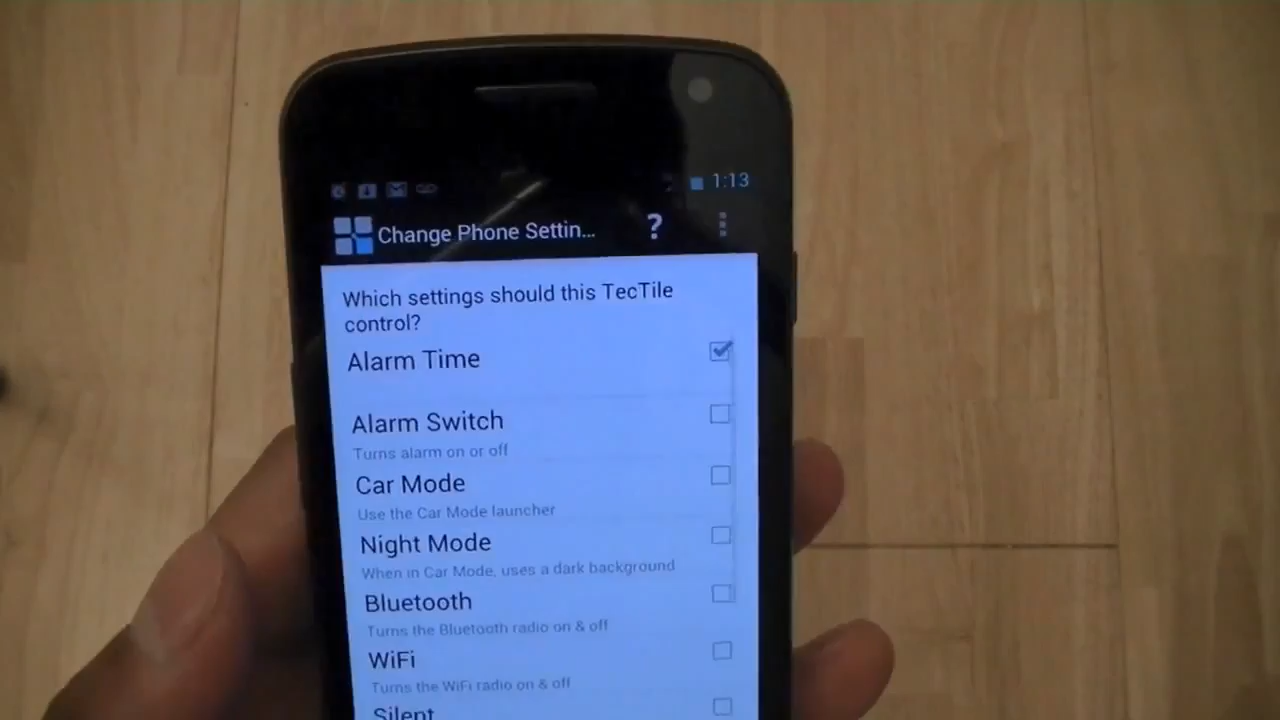 1:13
Change Phone Settin...
?
Which settings should this TecTile
control?
Alarm Time
Alarm Switch
Turns alarm on or off
Car Mode
Use the Car Mode launcher
Night Mode
When in Car Mode, uses a dark background
Bluetooth
Turns the Bluetooth radio on & off
WiFi
Turns the WiFi radio on & off
Silent